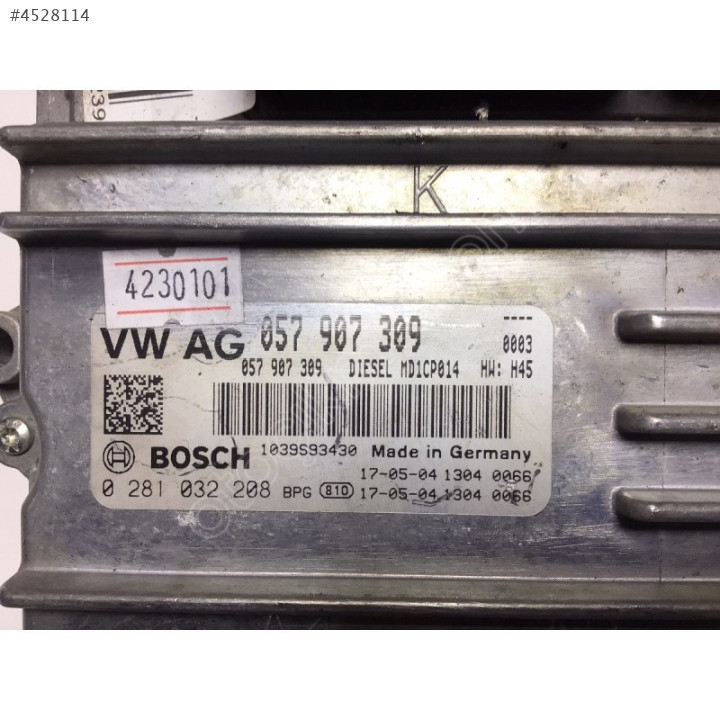 #4528114
239
K
4230101
VW AG 057 907 309
----
0003
057 907 309 DIESEL MD1CP014 HW: H45
BOSCH 1039S93430 Made in Germany
17-05-04 1304 0066
0 281 032 208 BPG 810 17-05-04 1304 0066